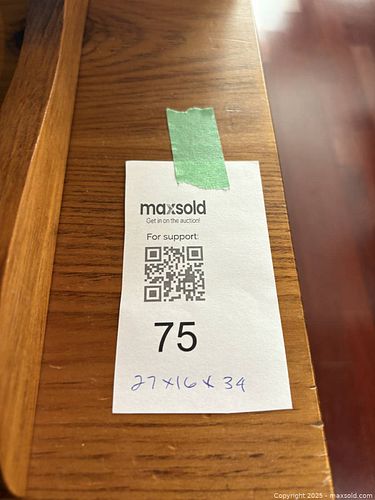 maxsold
Get in on the auction!
For support:
75
27x16x34
Copyright 2025 - maxsold.com